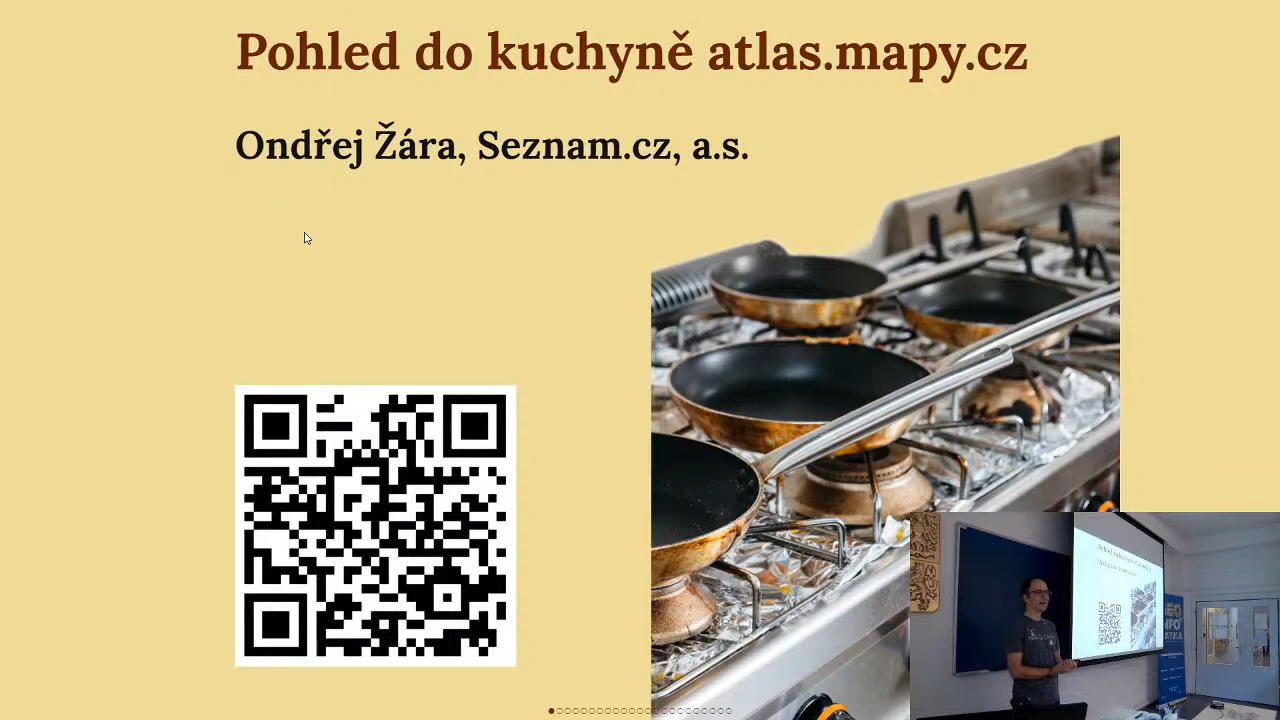 Pohled do kuchyně atlas.mapy.cz
Ondřej Žára, Seznam.cz, a.s.